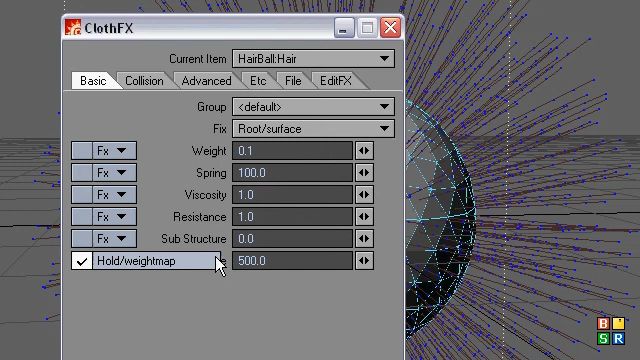 ClothFX
Current Item HairBall:Hair
Basic Collision Advanced Etc File EditFX
Group <default>
Fix Root/surface
Fx Weight 0.1
Fx Spring 100.0
Fx Viscosity 1.0
Fx Resistance 1.0
Fx Sub Structure 0.0
Hold/weightmap 500.0
B
S R